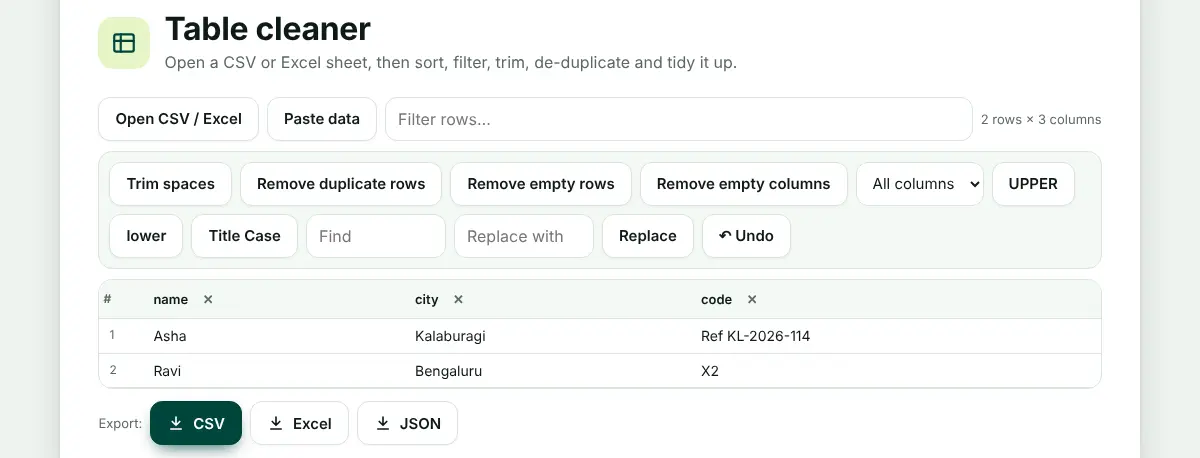 Table cleaner
Open a CSV or Excel sheet, then sort, filter, trim, de-duplicate and tidy it up.
Open CSV / Excel Paste data Filter rows... 2 rows × 3 columns
Trim spaces Remove duplicate rows Remove empty rows Remove empty columns All columns UPPER
lower Title Case Find Replace with Replace ↶ Undo
# name × city × code ×
1 Asha Kalaburagi Ref KL-2026-114
2 Ravi Bengaluru X2
Export: CSV Excel JSON